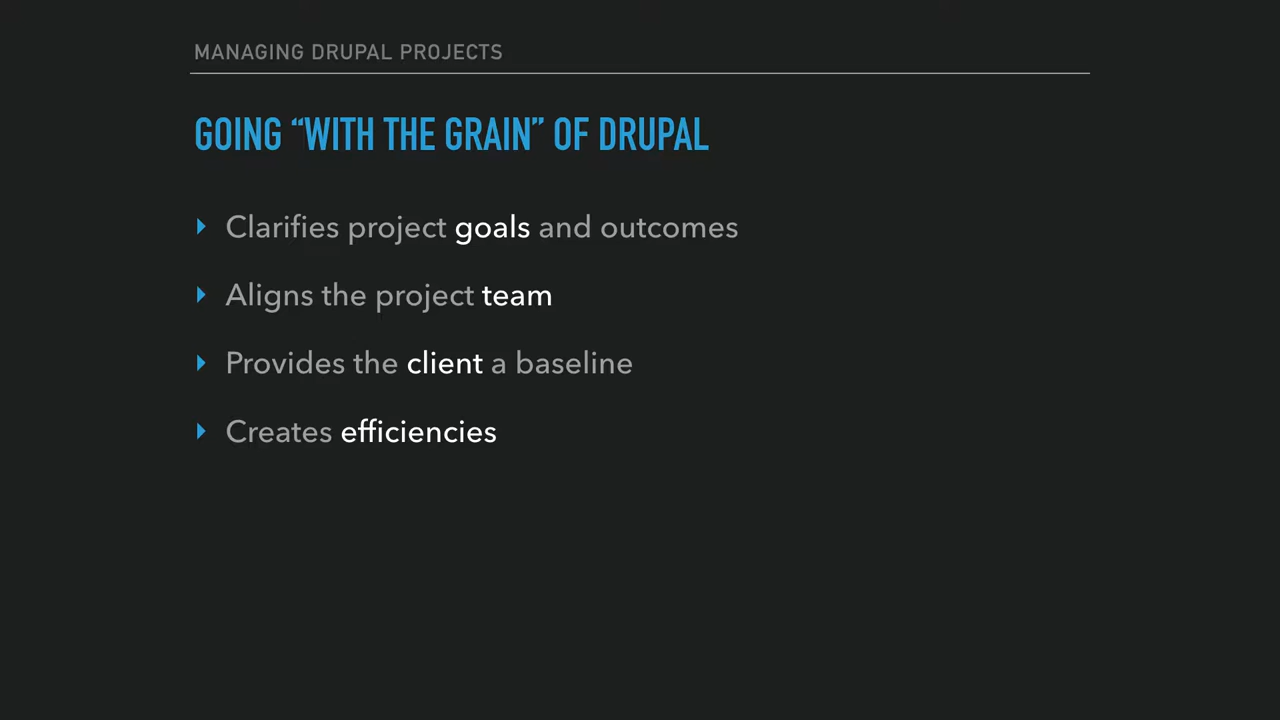 MANAGING DRUPAL PROJECTS
GOING “WITH THE GRAIN” OF DRUPAL
Clarifies project goals and outcomes
Aligns the project team
Provides the client a baseline
Creates efficiencies